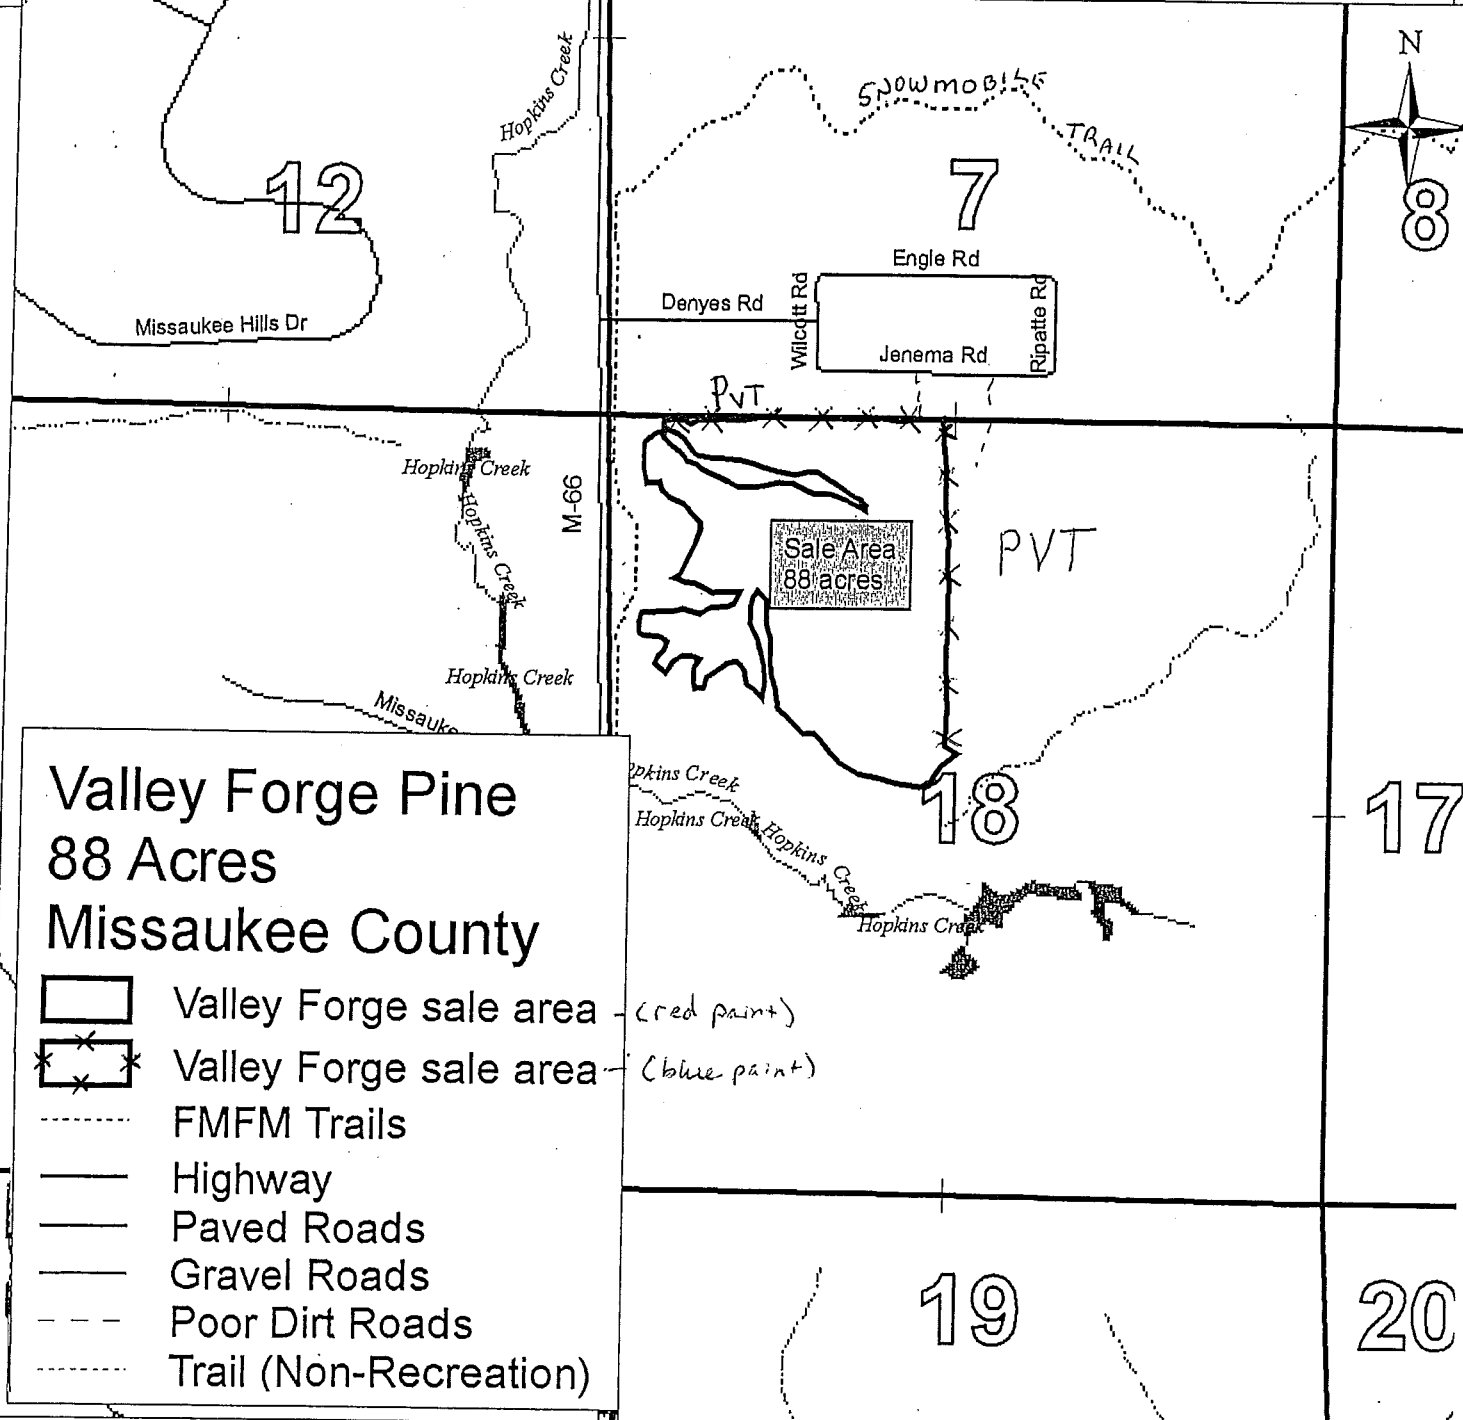 N
Hopkins Creek
SNOWMOBILE
TRAIL
12
7
8
Engle Rd
Denyes Rd
Wilcott Rd
Ripatte Rd
Missaukee Hills Dr
Jenema Rd
PVT
Hopkins Creek
M-66
Hopkins Creek
Sale Area
88 acres
PVT
Hopkins Creek
Missauke
Valley Forge Pine
88 Acres
Missaukee County
pkins Creek
Hopkins Creek
Hopkins Creek
18
17
Hopkins Creek
Valley Forge sale area - (red paint)
Valley Forge sale area - (blue paint)
FMFM Trails
Highway
Paved Roads
Gravel Roads
Poor Dirt Roads
Trail (Non-Recreation)
19
20